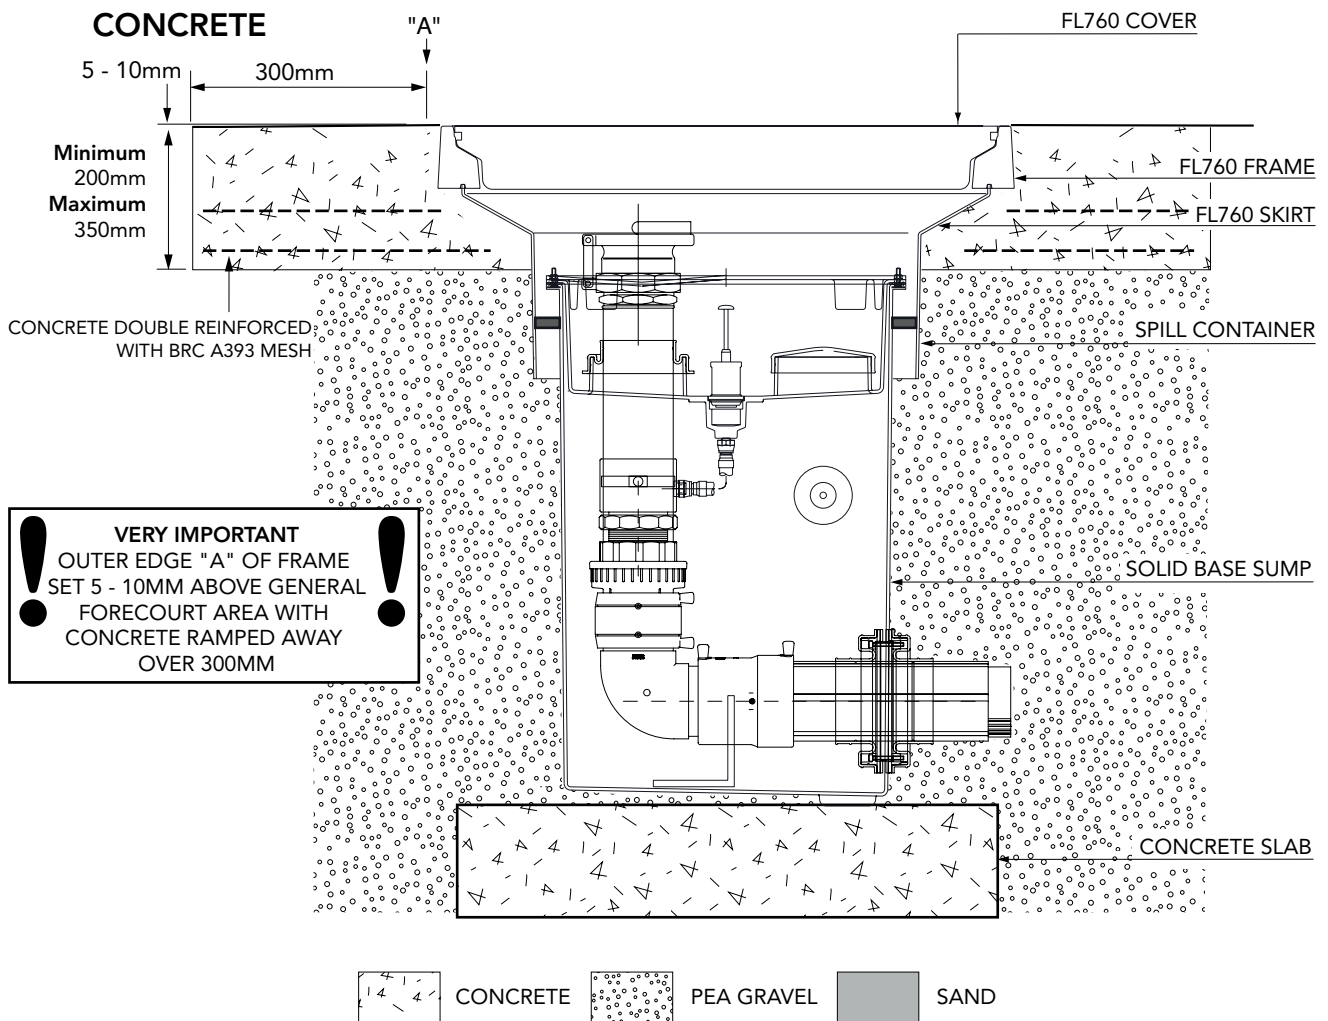 CONCRETE
"A"
FL760 COVER
5 - 10mm
300mm
Minimum
200mm
Maximum
350mm
FL760 FRAME
FL760 SKIRT
CONCRETE DOUBLE REINFORCED
WITH BRC A393 MESH
SPILL CONTAINER
VERY IMPORTANT
OUTER EDGE "A" OF FRAME
SET 5 - 10MM ABOVE GENERAL
FORECOURT AREA WITH
CONCRETE RAMPED AWAY
OVER 300MM
! !
SOLID BASE SUMP
CONCRETE SLAB
CONCRETE
PEA GRAVEL
SAND